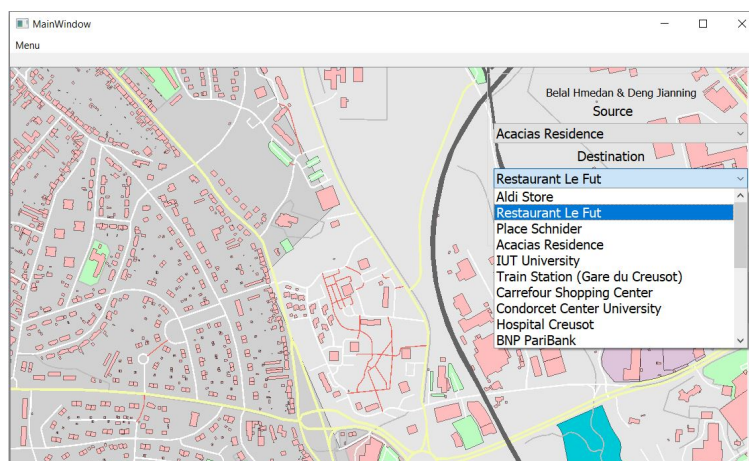 MainWindow
Menu
Belal Hmedan & Deng Jianning
Source
Acacias Residence
Destination
Restaurant Le Fut
Aldi Store
Restaurant Le Fut
Place Schnider
Acacias Residence
IUT University
Train Station (Gare du Creusot)
Carrefour Shopping Center
Condorcet Center University
Hospital Creusot
BNP PariBank